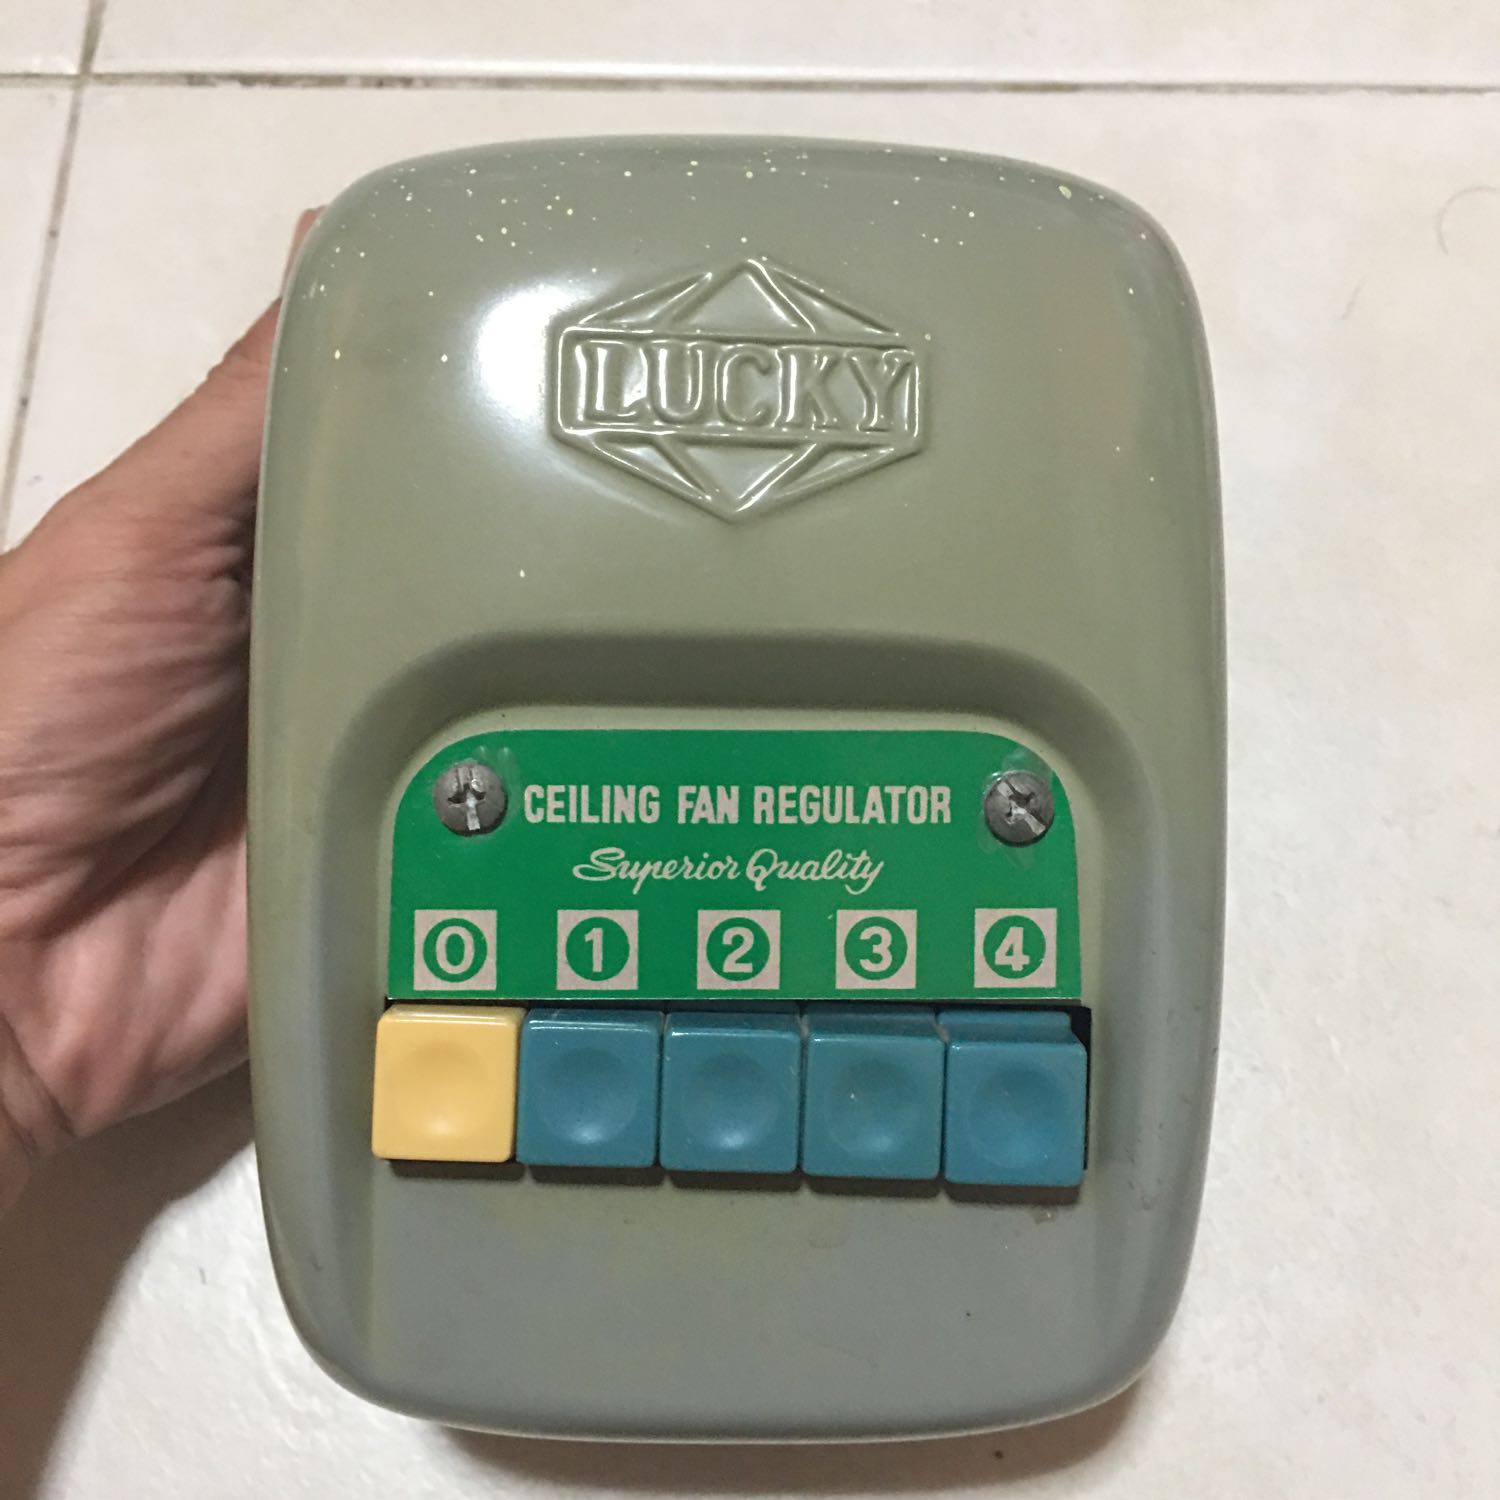 LUCKY
CEILING FAN REGULATOR
Superior Quality
0 1 2 3 4